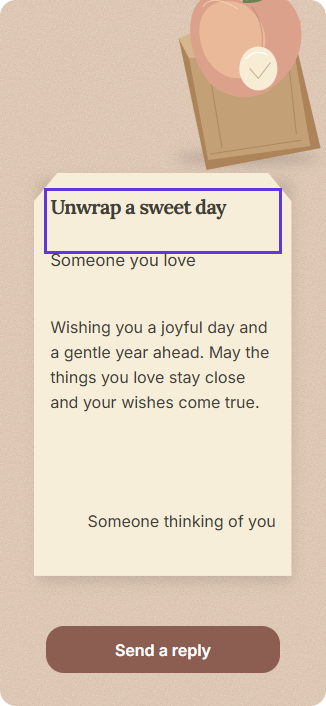 Unwrap a sweet day
Someone you love
Wishing you a joyful day and
a gentle year ahead. May the
things you love stay close
and your wishes come true.
Someone thinking of you
Send a reply